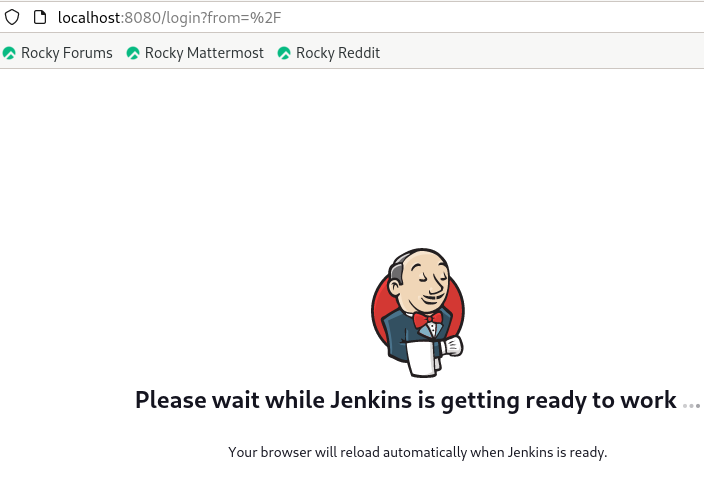 localhost:8080/login?from=%2F
Rocky Forums Rocky Mattermost Rocky Reddit
Please wait while Jenkins is getting ready to work ...
Your browser will reload automatically when Jenkins is ready.